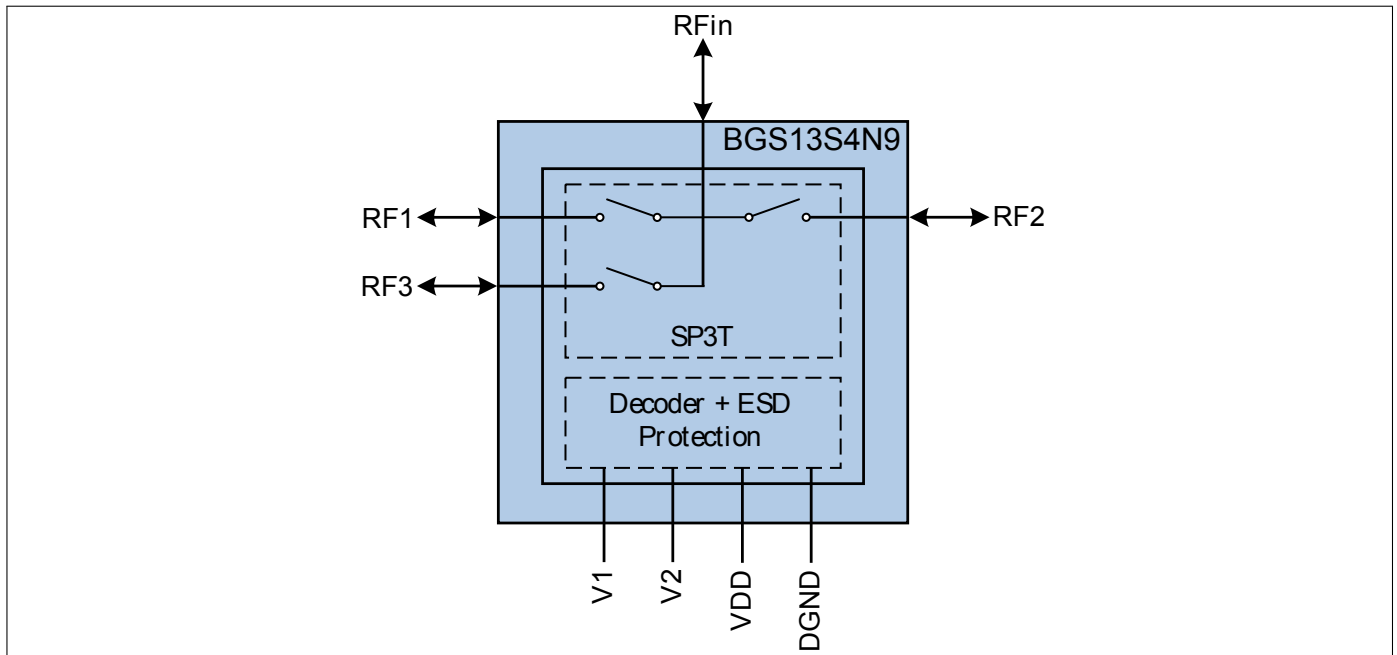 RFin
BGS13S4N9
RF1
RF2
RF3
SP3T
Decoder + ESD
Protection
V1
V2
VDD
DGND